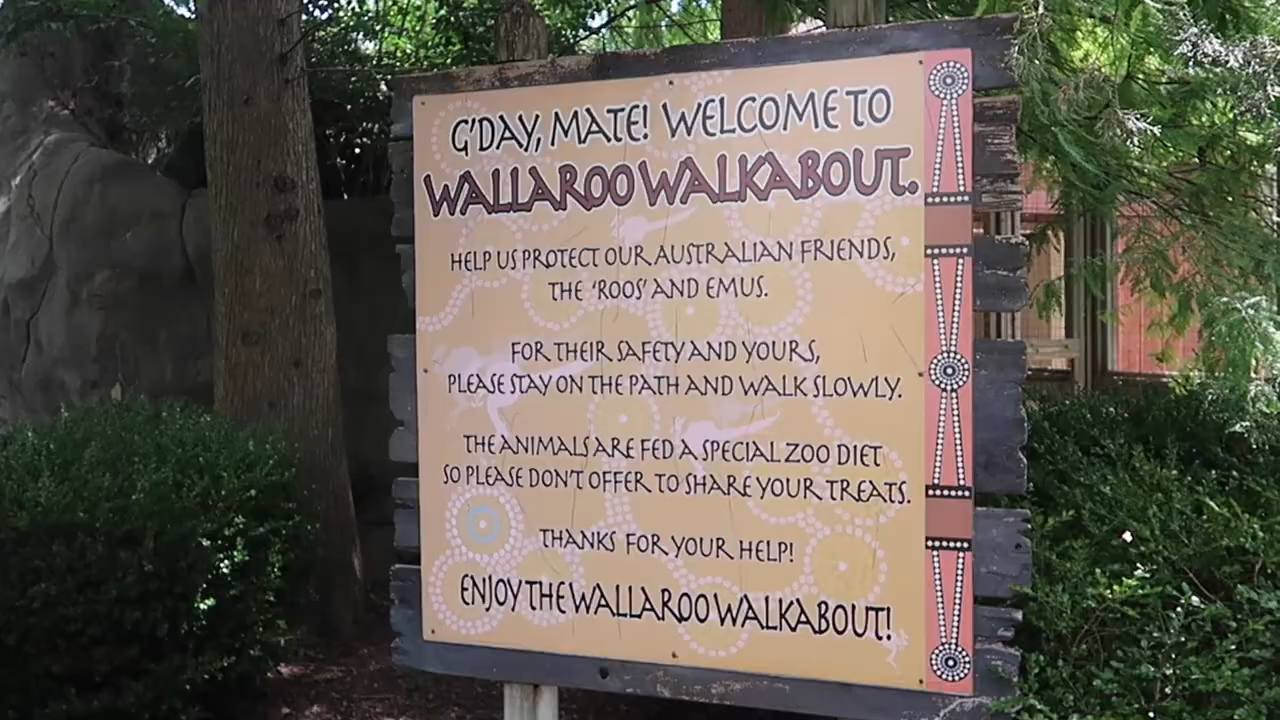 G'DAY, MATE! WELCOME TO
WALLAROO WALKABOUT.
HELP US PROTECT OUR AUSTRALIAN FRIENDS,
THE 'ROOS' AND EMUS.
FOR THEIR SAFETY AND YOURS,
PLEASE STAY ON THE PATH AND WALK SLOWLY.
THE ANIMALS ARE FED A SPECIAL ZOO DIET
SO PLEASE DON'T OFFER TO SHARE YOUR TREATS.
THANKS FOR YOUR HELP!
ENJOY THE WALLAROO WALKABOUT!